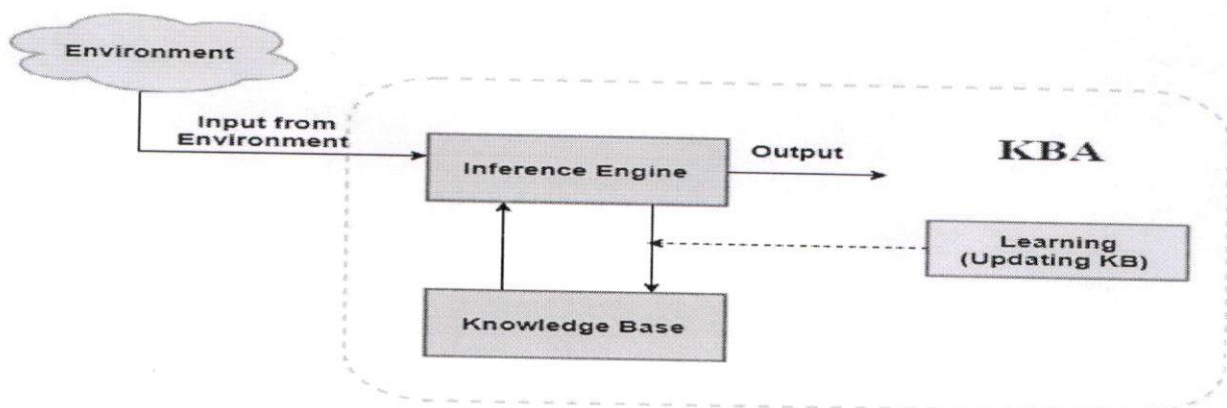 Environment
Input from
Environment
Inference Engine
Output
KBA
Learning
(Updating KB)
Knowledge Base